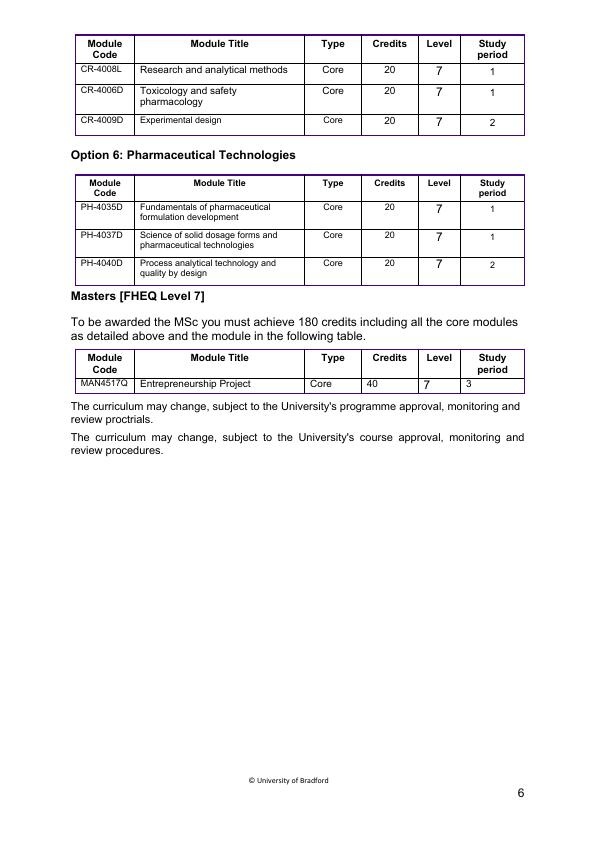 Module Code Module Title Type Credits Level Study period
CR-4008L Research and analytical methods Core 20 7 1
CR-4006D Toxicology and safety pharmacology Core 20 7 1
CR-4009D Experimental design Core 20 7 2
Option 6: Pharmaceutical Technologies
Module Code Module Title Type Credits Level Study period
PH-4035D Fundamentals of pharmaceutical formulation development Core 20 7 1
PH-4037D Science of solid dosage forms and pharmaceutical technologies Core 20 7 1
PH-4040D Process analytical technology and quality by design Core 20 7 2
Masters [FHEQ Level 7]
To be awarded the MSc you must achieve 180 credits including all the core modules
as detailed above and the module in the following table.
Module Code Module Title Type Credits Level Study period
MAN4517Q Entrepreneurship Project Core 40 7 3
The curriculum may change, subject to the University's programme approval, monitoring and
review proctrials.
The curriculum may change, subject to the University's course approval, monitoring and
review procedures.
© University of Bradford
6